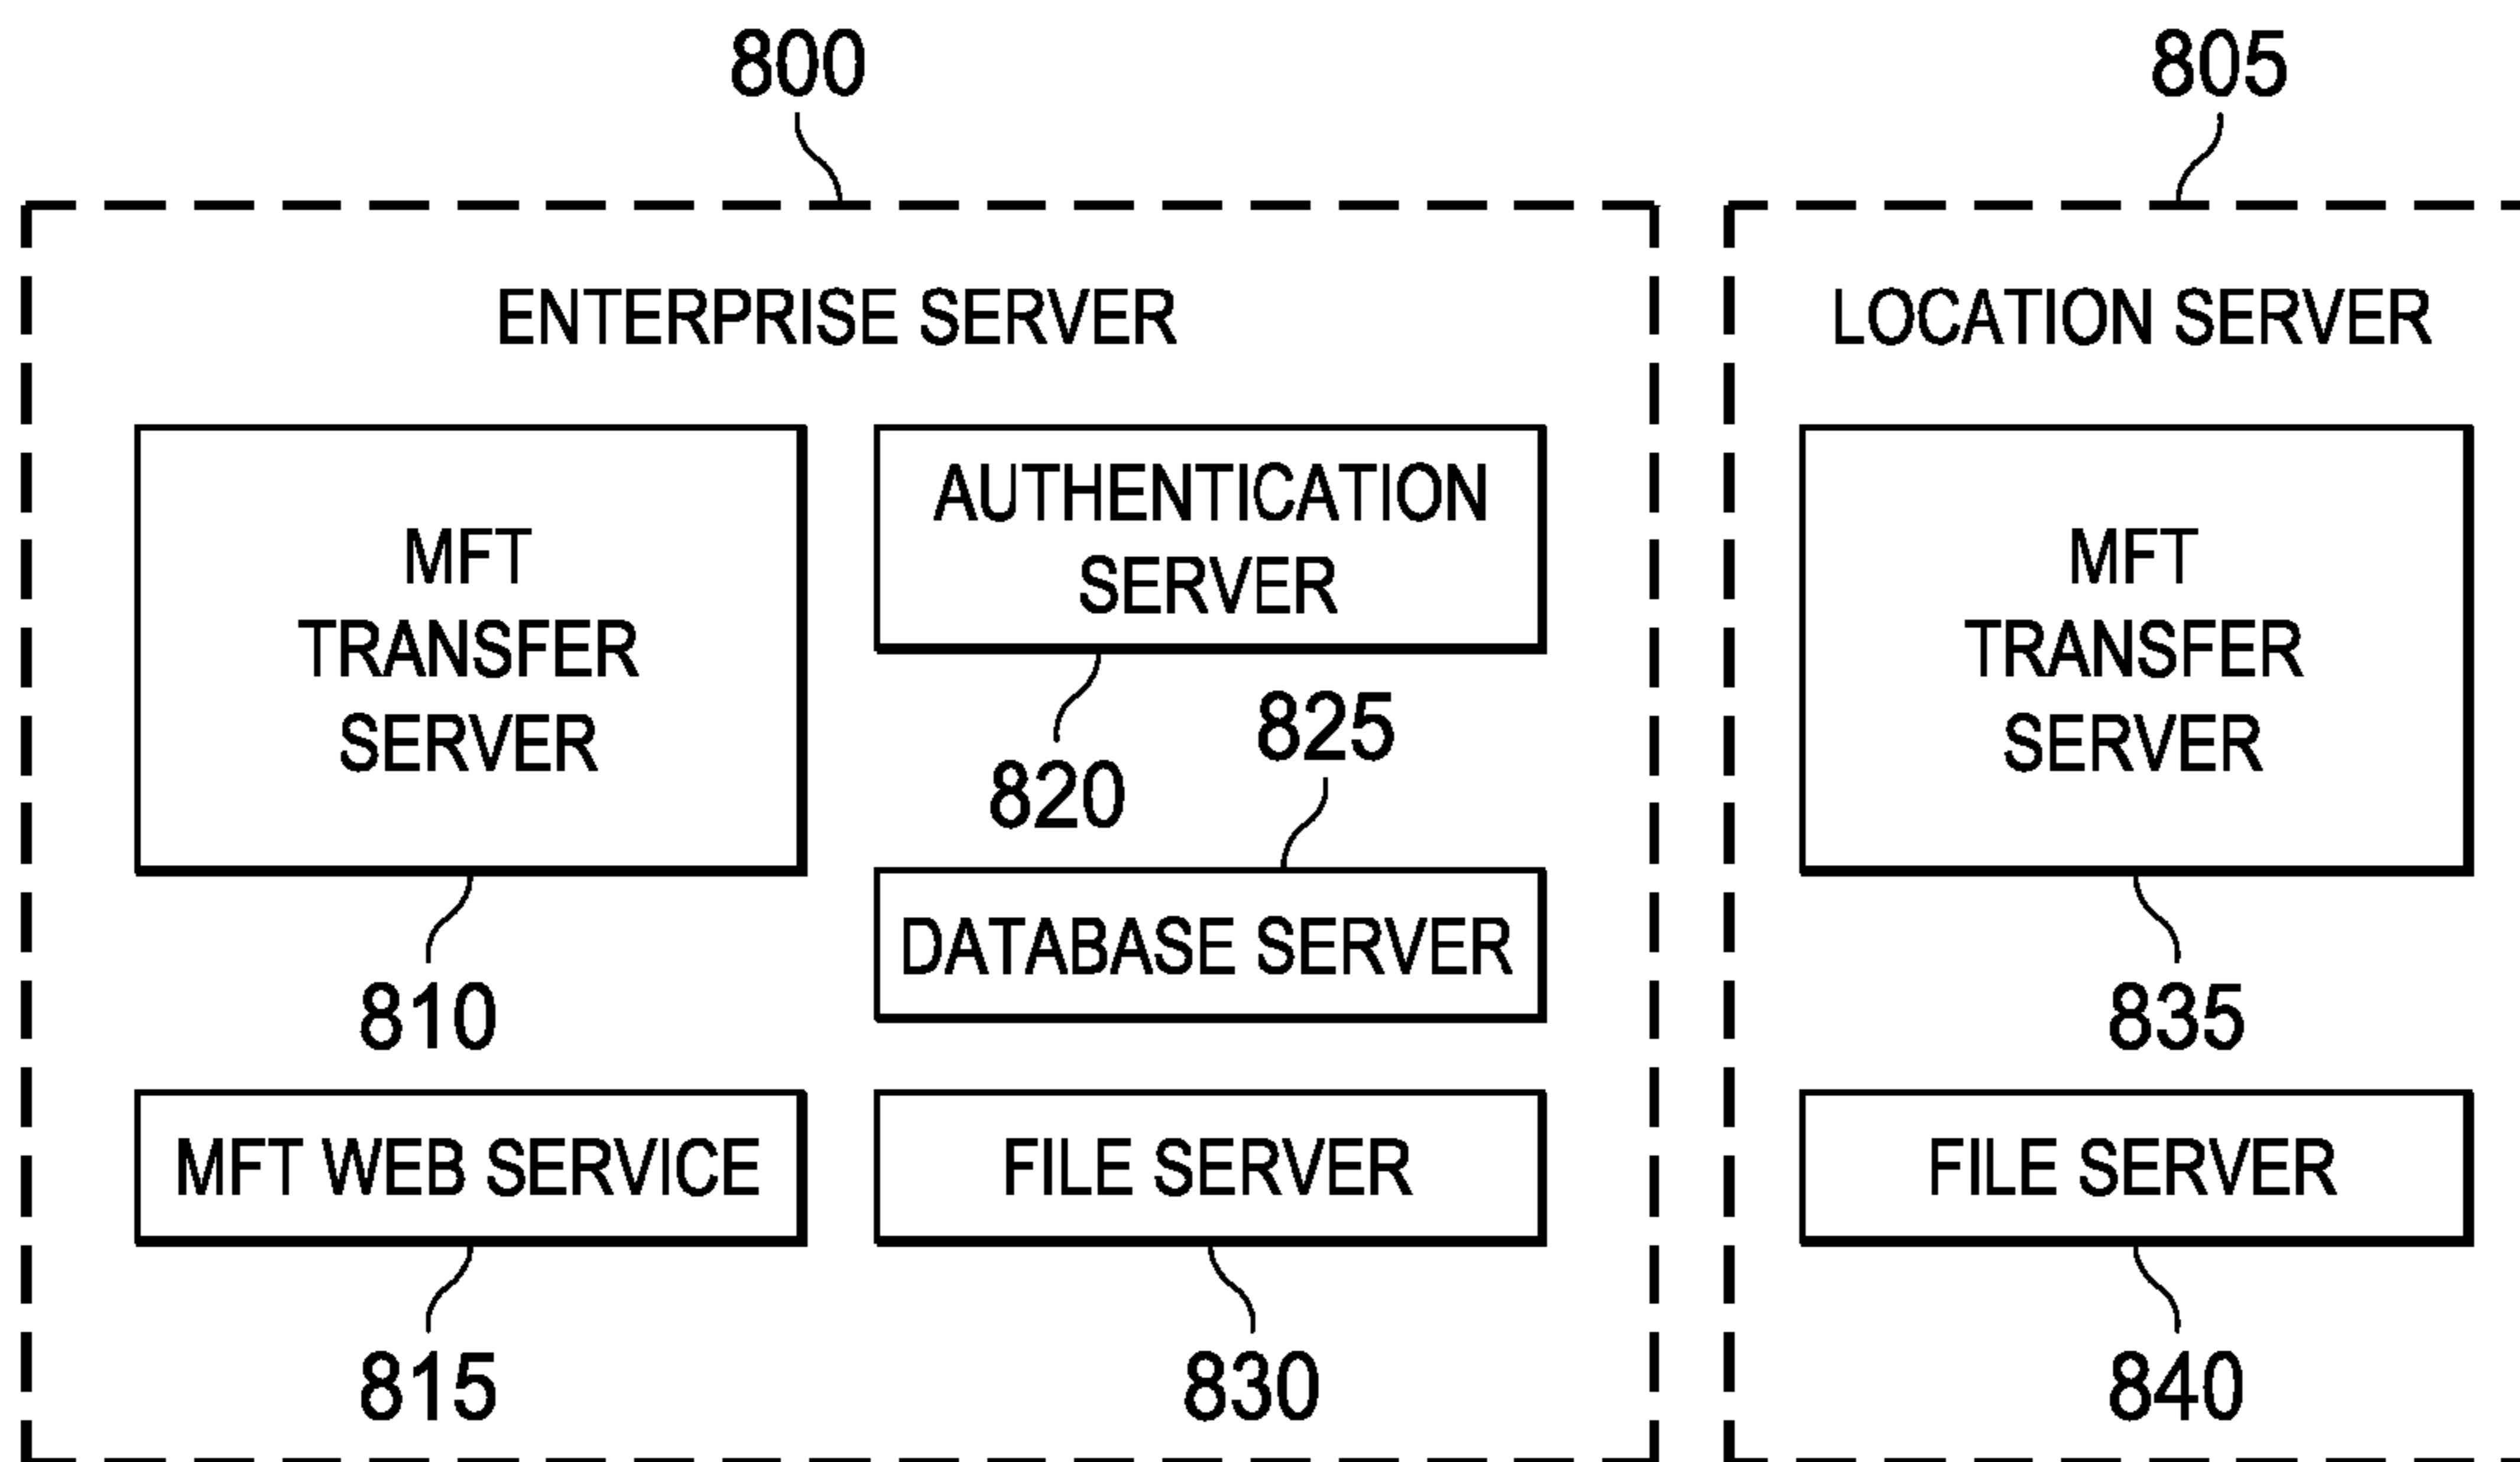 800
805
ENTERPRISE SERVER
LOCATION SERVER
MFT
TRANSFER
SERVER
810
AUTHENTICATION
SERVER
820
825
DATABASE SERVER
MFT WEB SERVICE
815
FILE SERVER
830
MFT
TRANSFER
SERVER
835
FILE SERVER
840